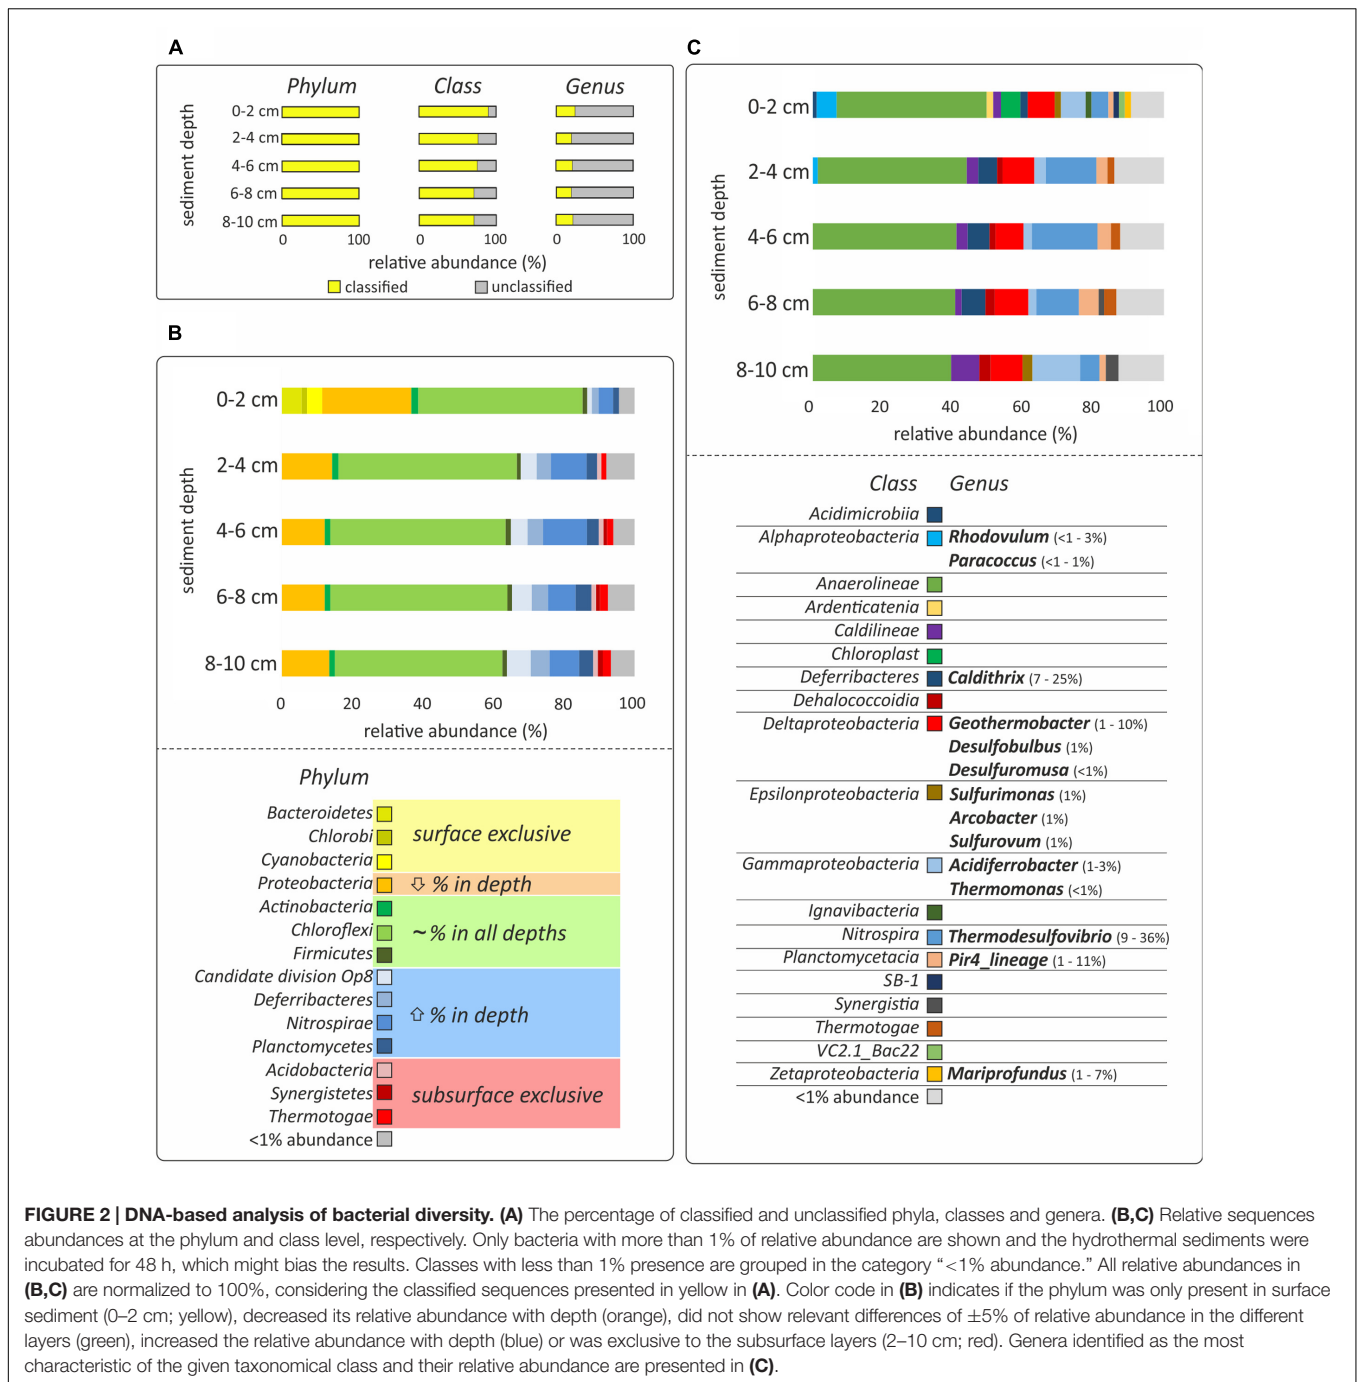 A
Phylum Class Genus
sediment depth
0-2 cm
2-4 cm
4-6 cm
6-8 cm
8-10 cm
0 100 0 100 0 100
relative abundance (%)
classified unclassified
B
sediment depth
0-2 cm
2-4 cm
4-6 cm
6-8 cm
8-10 cm
0 20 40 60 80 100
relative abundance (%)
Phylum
Bacteroidetes
Chlorobi
Cyanobacteria
surface exclusive
Proteobacteria
⇩ % in depth
Actinobacteria
Chloroflexi
Firmicutes
~ % in all depths
Candidate division Op8
Deferribacteres
Nitrospirae
Planctomycetes
⇧ % in depth
Acidobacteria
Synergistetes
Thermotogae
subsurface exclusive
<1% abundance
C
sediment depth
0-2 cm
2-4 cm
4-6 cm
6-8 cm
8-10 cm
0 20 40 60 80 100
relative abundance (%)
Class Genus
Acidimicrobiia
Alphaproteobacteria Rhodovulum (<1 - 3%)
Paracoccus (<1 - 1%)
Anaerolineae
Ardenticatenia
Caldilineae
Chloroplast
Deferribacteres Caldithrix (7 - 25%)
Dehalococcoidia
Deltaproteobacteria Geothermobacter (1 - 10%)
Desulfobulbus (1%)
Desulfuromusa (<1%)
Epsilonproteobacteria Sulfurimonas (1%)
Arcobacter (1%)
Sulfurovum (1%)
Gammaproteobacteria Acidiferrobacter (1-3%)
Thermomonas (<1%)
Ignavibacteria
Nitrospira Thermodesulfovibrio (9 - 36%)
Planctomycetacia Pir4_lineage (1 - 11%)
SB-1
Synergistia
Thermotogae
VC2.1_Bac22
Zetaproteobacteria Mariprofundus (1 - 7%)
<1% abundance
FIGURE 2 | DNA-based analysis of bacterial diversity. (A) The percentage of classified and unclassified phyla, classes and genera. (B,C) Relative sequences
abundances at the phylum and class level, respectively. Only bacteria with more than 1% of relative abundance are shown and the hydrothermal sediments were
incubated for 48 h, which might bias the results. Classes with less than 1% presence are grouped in the category “<1% abundance.” All relative abundances in
(B,C) are normalized to 100%, considering the classified sequences presented in yellow in (A). Color code in (B) indicates if the phylum was only present in surface
sediment (0–2 cm; yellow), decreased its relative abundance with depth (orange), did not show relevant differences of ±5% of relative abundance in the different
layers (green), increased the relative abundance with depth (blue) or was exclusive to the subsurface layers (2–10 cm; red). Genera identified as the most
characteristic of the given taxonomical class and their relative abundance are presented in (C).